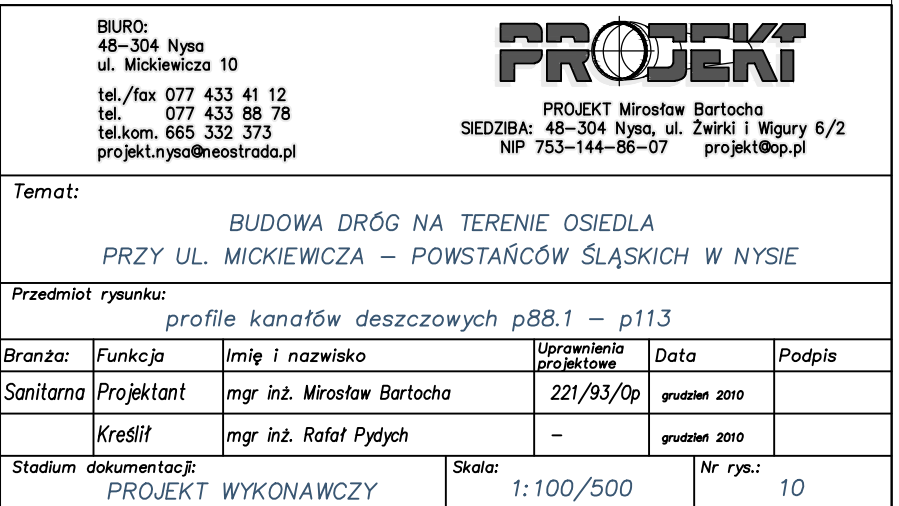 BIURO:
48-304 Nysa
ul. Mickiewicza 10
tel./fax 077 433 41 12
tel. 077 433 88 78
tel.kom. 665 332 373
projekt.nysa@neostrada.pl
PROJEKT
PROJEKT Mirosław Bartocha
SIEDZIBA: 48-304 Nysa, ul. Żwirki i Wigury 6/2
NIP 753-144-86-07 projekt@op.pl
Temat:
BUDOWA DRÓG NA TERENIE OSIEDLA
PRZY UL. MICKIEWICZA – POWSTAŃCÓW ŚLĄSKICH W NYSIE
Przedmiot rysunku:
profile kanałów deszczowych p88.1 – p113
Branża: Funkcja Imię i nazwisko Uprawnienia projektowe Data Podpis
Sanitarna Projektant mgr inż. Mirosław Bartocha 221/93/Op grudzień 2010
Kreślił mgr inż. Rafał Pydych – grudzień 2010
Stadium dokumentacji: Skala: Nr rys.:
PROJEKT WYKONAWCZY 1:100/500 10